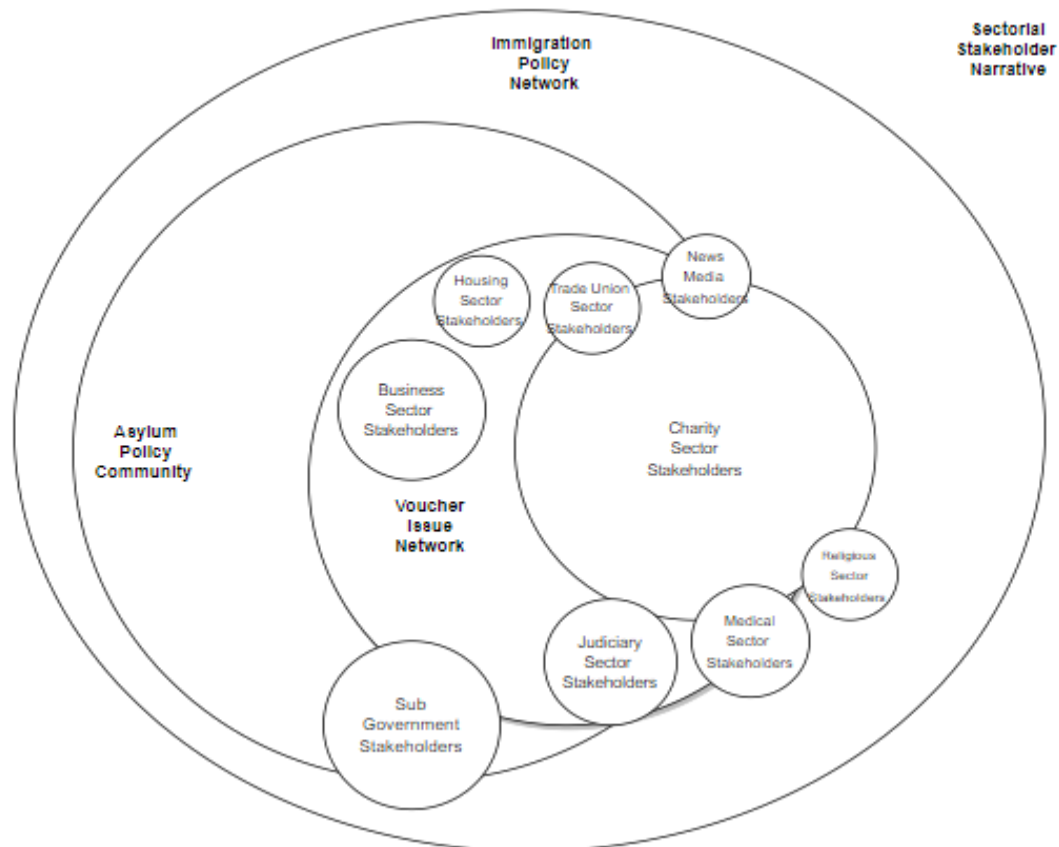 Immigration
Policy
Network
Sectorial
Stakeholder
Narrative
News
Media
Stakeholders
Housing
Sector
Stakeholders
Trade Union
Sector
Stakeholders
Business
Sector
Stakeholders
Charity
Sector
Stakeholders
Asylum
Policy
Community
Voucher
Issue
Network
Religious
Sector
Stakeholders
Medical
Sector
Stakeholders
Judiciary
Sector
Stakeholders
Sub
Government
Stakeholders